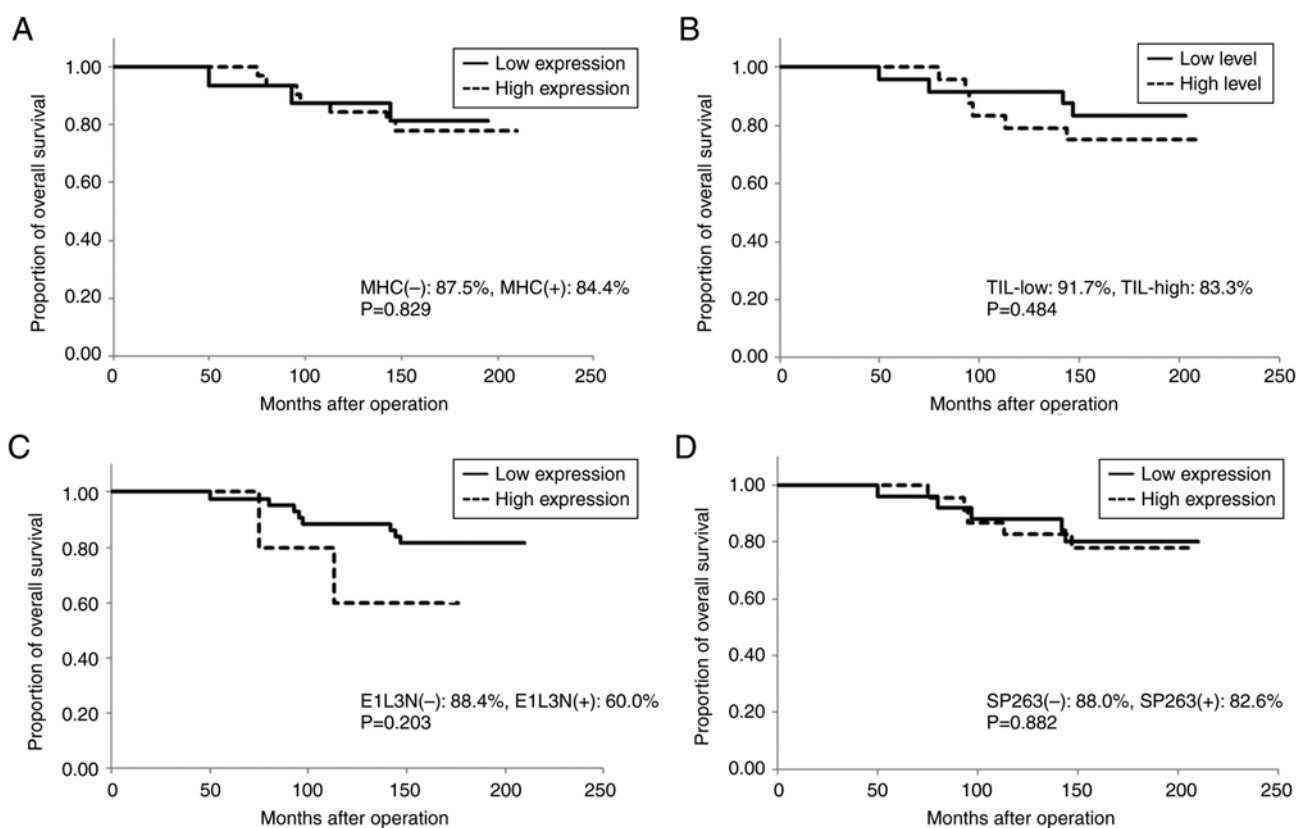 A
Low expression
High expression
Proportion of overall survival
1.00
0.80
0.60
0.40
0.20
0.00
MHC(–): 87.5%, MHC(+): 84.4%
P=0.829
0 50 100 150 200 250
Months after operation
B
Low level
High level
Proportion of overall survival
1.00
0.80
0.60
0.40
0.20
0.00
TIL-low: 91.7%, TIL-high: 83.3%
P=0.484
0 50 100 150 200 250
Months after operation
C
Low expression
High expression
Proportion of overall survival
1.00
0.80
0.60
0.40
0.20
0.00
E1L3N(–): 88.4%, E1L3N(+): 60.0%
P=0.203
0 50 100 150 200 250
Months after operation
D
Low expression
High expression
Proportion of overall survival
1.00
0.80
0.60
0.40
0.20
0.00
SP263(–): 88.0%, SP263(+): 82.6%
P=0.882
0 50 100 150 200 250
Months after operation